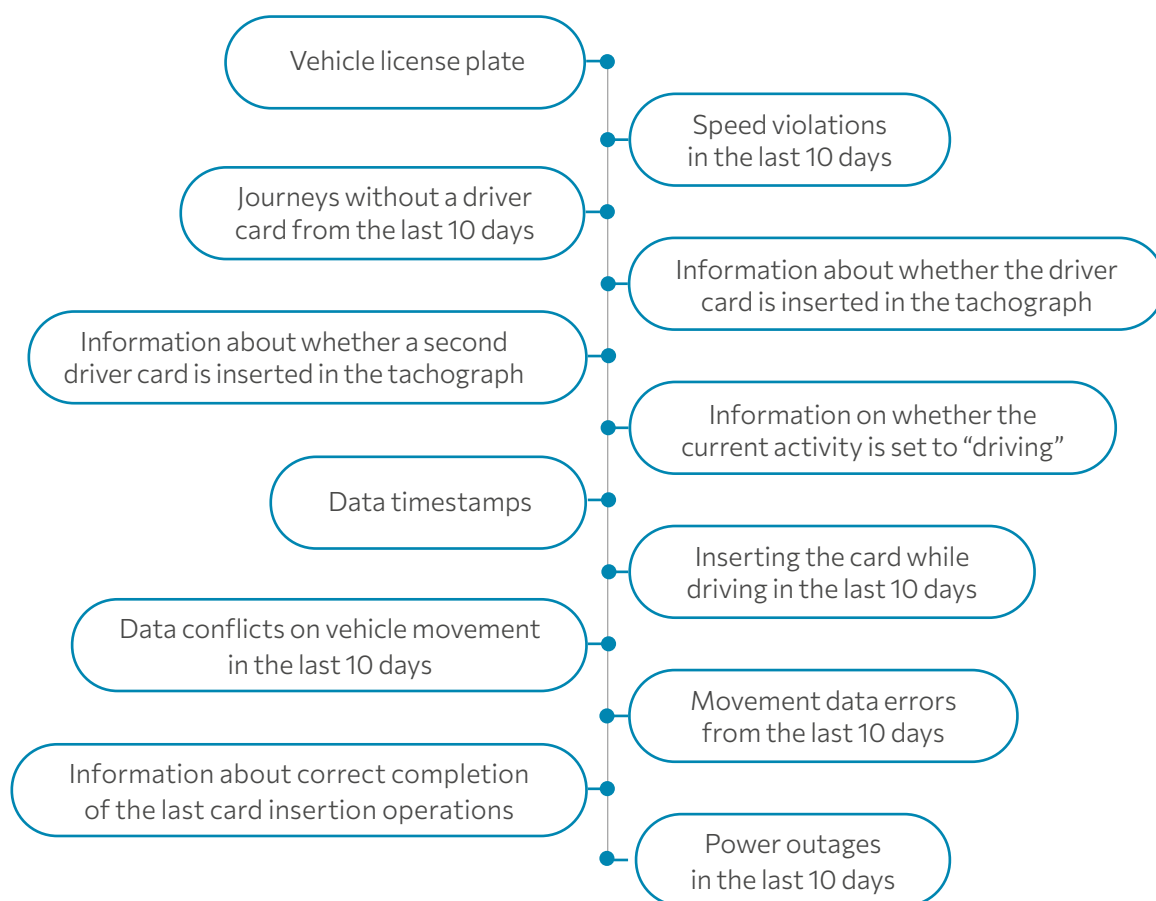 Vehicle license plate
Speed violations
in the last 10 days
Journeys without a driver
card from the last 10 days
Information about whether the driver
card is inserted in the tachograph
Information about whether a second
driver card is inserted in the tachograph
Information on whether the
current activity is set to “driving”
Data timestamps
Inserting the card while
driving in the last 10 days
Data conflicts on vehicle movement
in the last 10 days
Movement data errors
from the last 10 days
Information about correct completion
of the last card insertion operations
Power outages
in the last 10 days